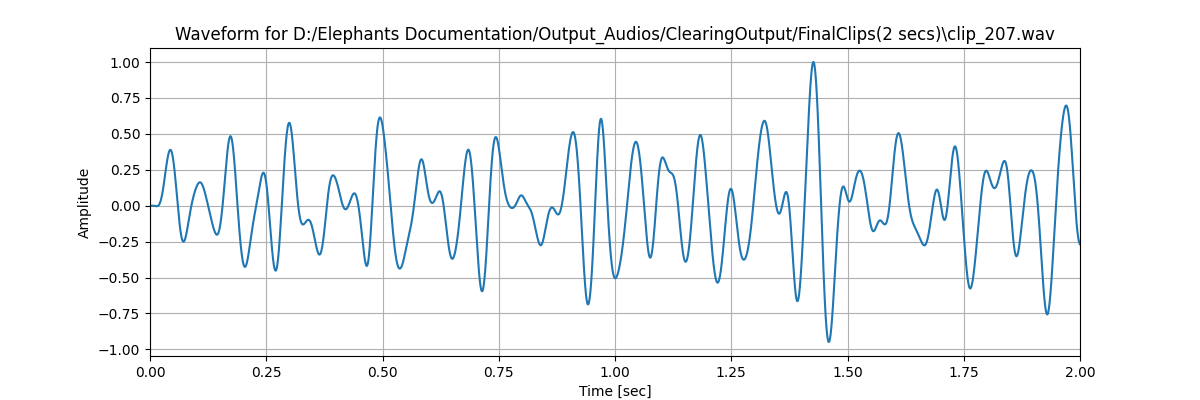 Waveform for D:/Elephants Documentation/Output_Audios/ClearingOutput/FinalClips(2 secs)\clip_207.wav
1.00
0.75
0.50
0.25
0.00
−0.25
−0.50
−0.75
−1.00
Amplitude
0.00 0.25 0.50 0.75 1.00 1.25 1.50 1.75 2.00
Time [sec]